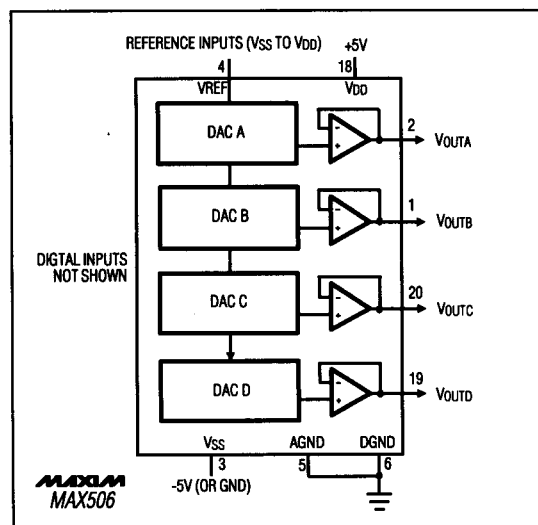 REFERENCE INPUTS (VSS TO VDD) +5V
4 18
VREF VDD
DAC A
- +
2 VOUTA
DAC B
- +
1 VOUTB
DIGTAL INPUTS
NOT SHOWN
DAC C
- +
20 VOUTC
DAC D
- +
19 VOUTD
VSS AGND DGND
3 5 6
-5V (OR GND)
MAXIM
MAX506